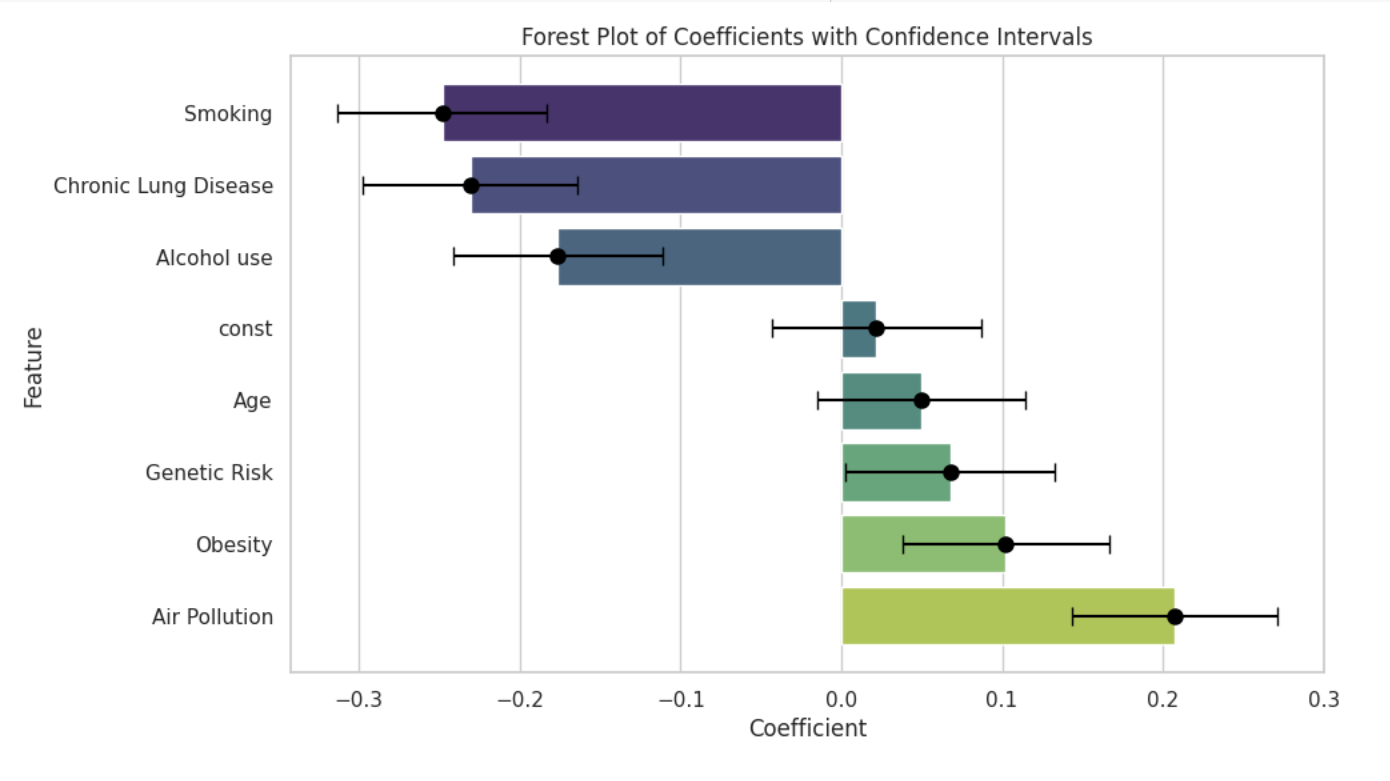 Forest Plot of Coefficients with Confidence Intervals
Feature
Smoking
Chronic Lung Disease
Alcohol use
const
Age
Genetic Risk
Obesity
Air Pollution
−0.3 −0.2 −0.1 0.0 0.1 0.2 0.3
Coefficient